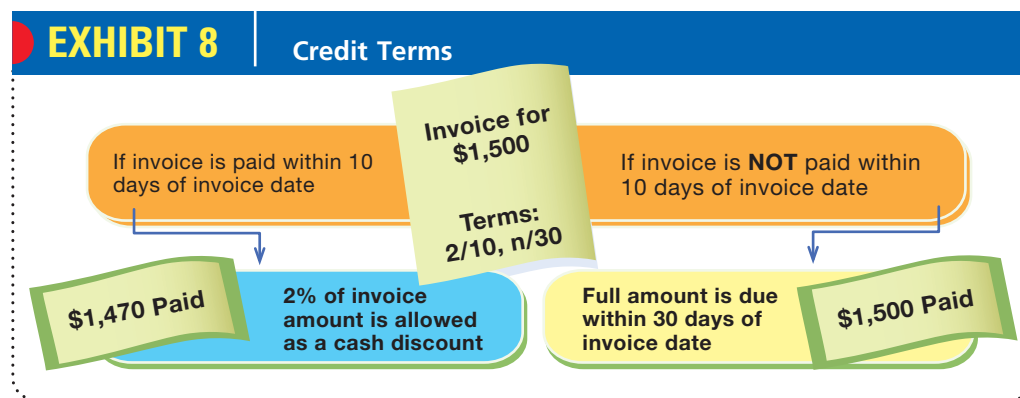 EXHIBIT 8
Credit Terms
Invoice for
$1,500
Terms:
2/10, n/30
If invoice is paid within 10
days of invoice date
If invoice is NOT paid within
10 days of invoice date
$1,470 Paid
2% of invoice
amount is allowed
as a cash discount
Full amount is due
within 30 days of
invoice date
$1,500 Paid